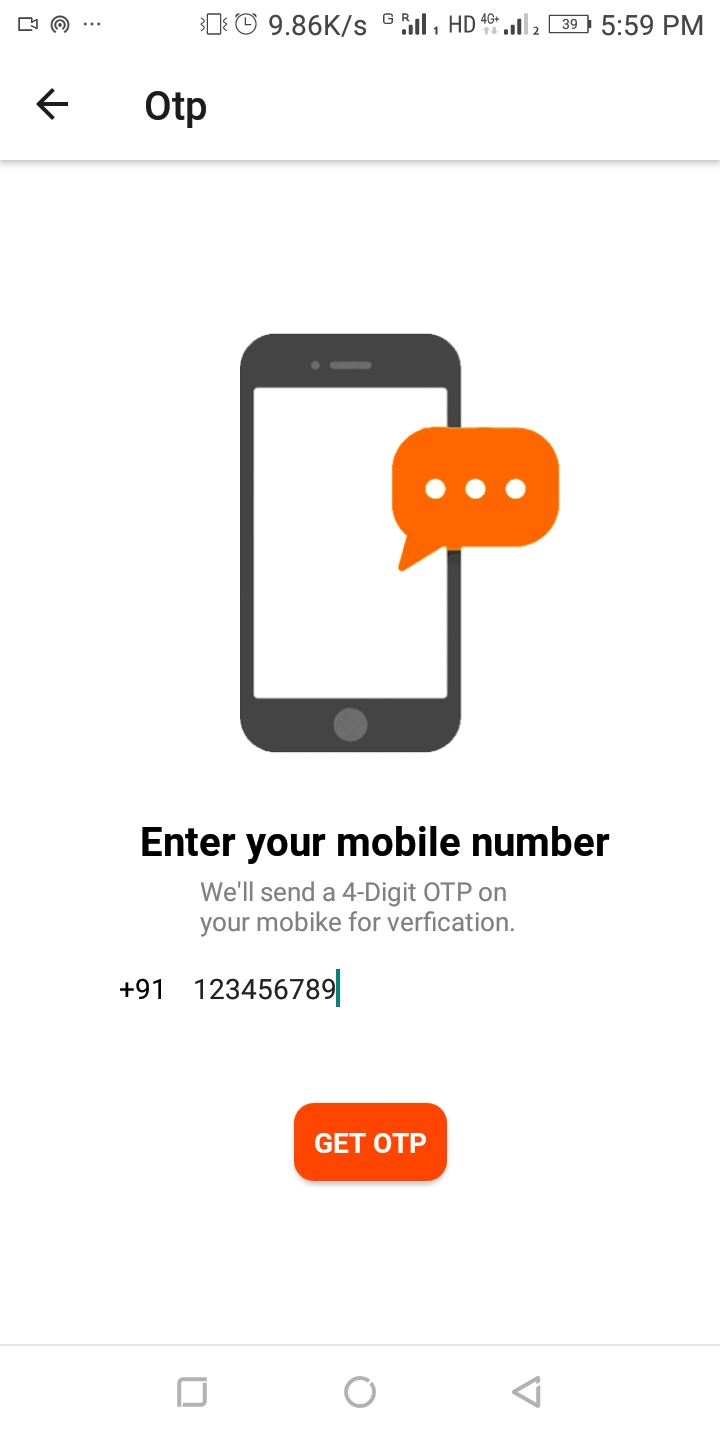 9.86K/s G R 1 HD 4G+ 2 39 5:59 PM
Otp
Enter your mobile number
We'll send a 4-Digit OTP on
your mobike for verfication.
+91 123456789
GET OTP